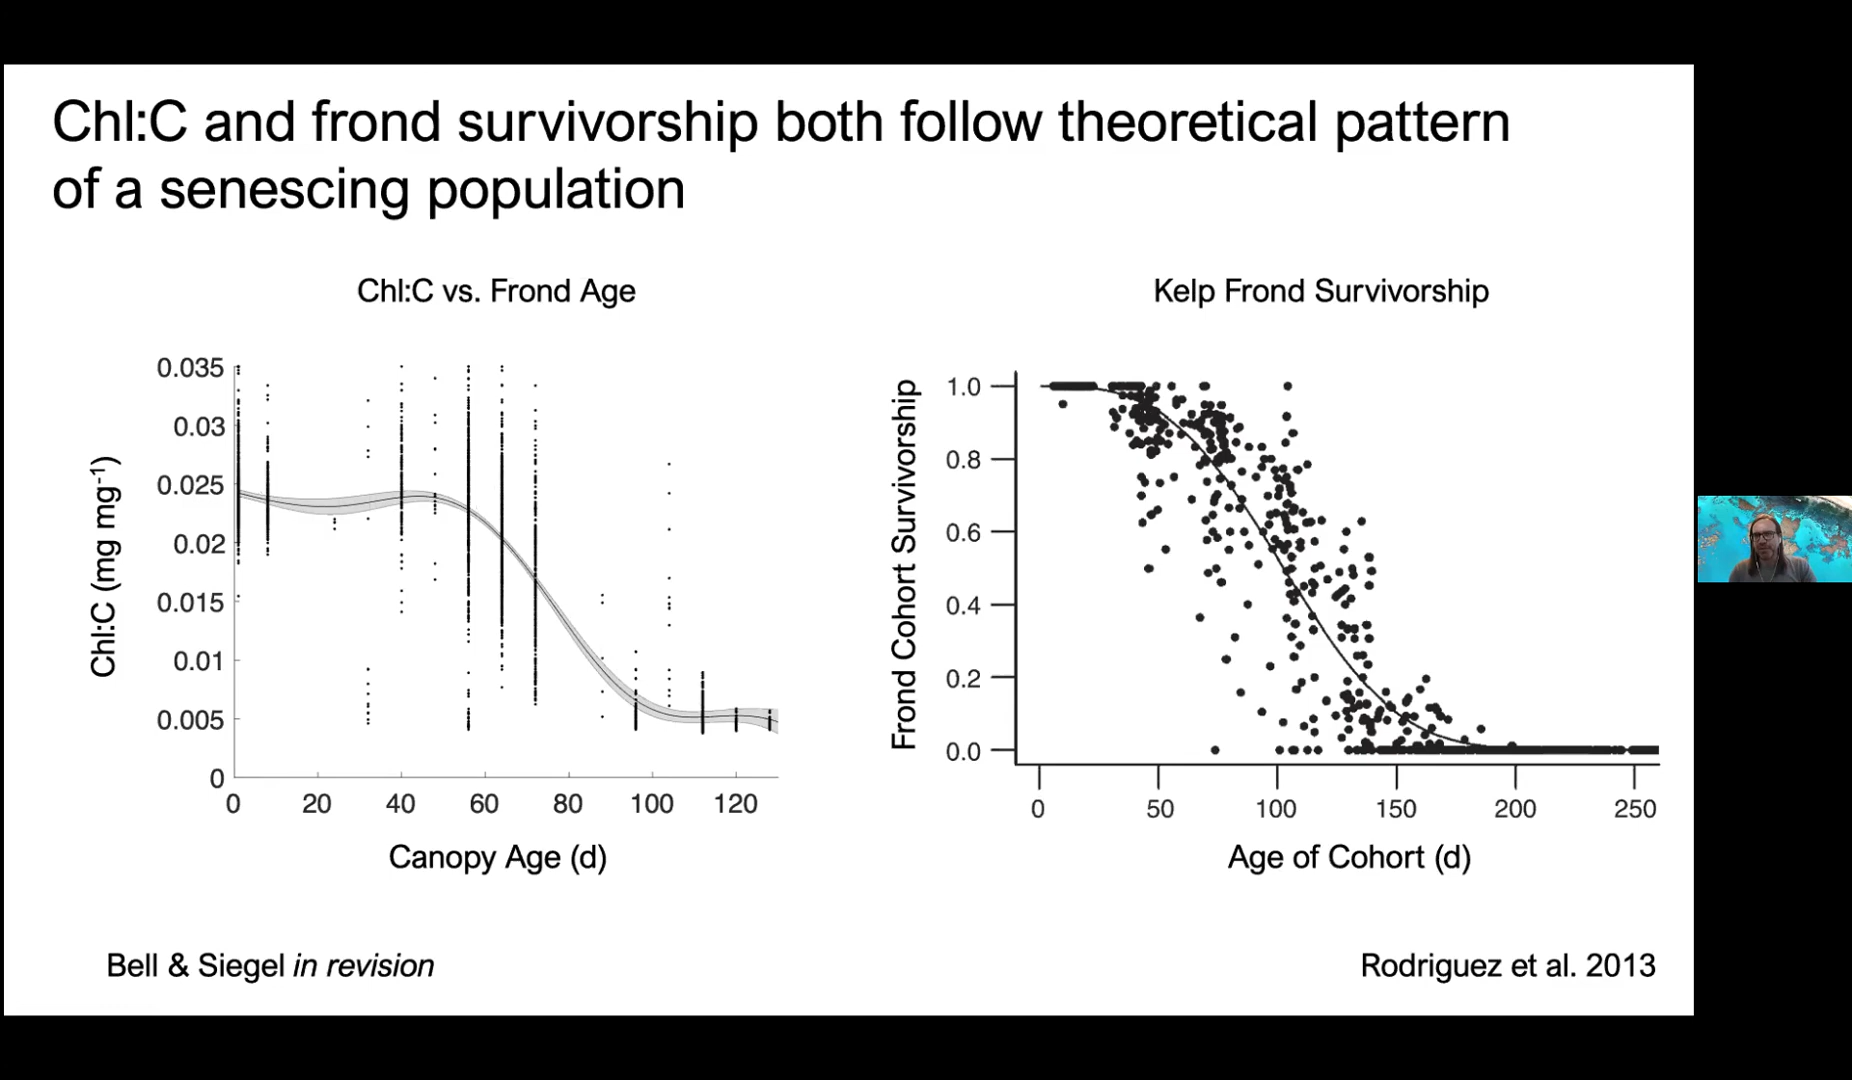 Chl:C and frond survivorship both follow theoretical pattern
of a senescing population
Chl:C vs. Frond Age
Chl:C (mg mg-1)
0.035
0.03
0.025
0.02
0.015
0.01
0.005
0
0 20 40 60 80 100 120
Canopy Age (d)
Bell & Siegel in revision
Kelp Frond Survivorship
Frond Cohort Survivorship
1.0
0.8
0.6
0.4
0.2
0.0
0 50 100 150 200 250
Age of Cohort (d)
Rodriguez et al. 2013